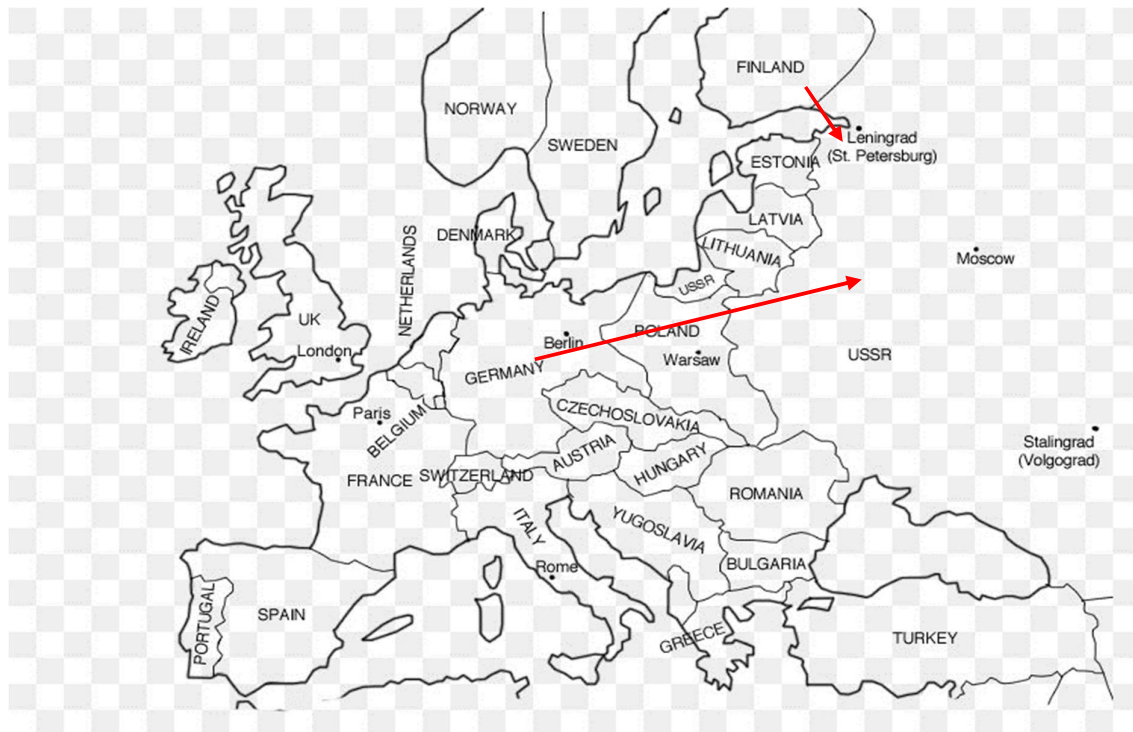 FINLAND
NORWAY
Leningrad
(St. Petersburg)
SWEDEN
ESTONIA
LATVIA
DENMARK
LITHUANIA
NETHERLANDS
Moscow
USSR
IRELAND
UK
POLAND
Berlin
London
Warsaw
USSR
GERMANY
Paris
BELGIUM
CZECHOSLOVAKIA
Stalingrad
(Volgograd)
AUSTRIA
HUNGARY
FRANCE
SWITZERLAND
ROMANIA
ITALY
YUGOSLAVIA
Rome
BULGARIA
PORTUGAL
SPAIN
GREECE
TURKEY